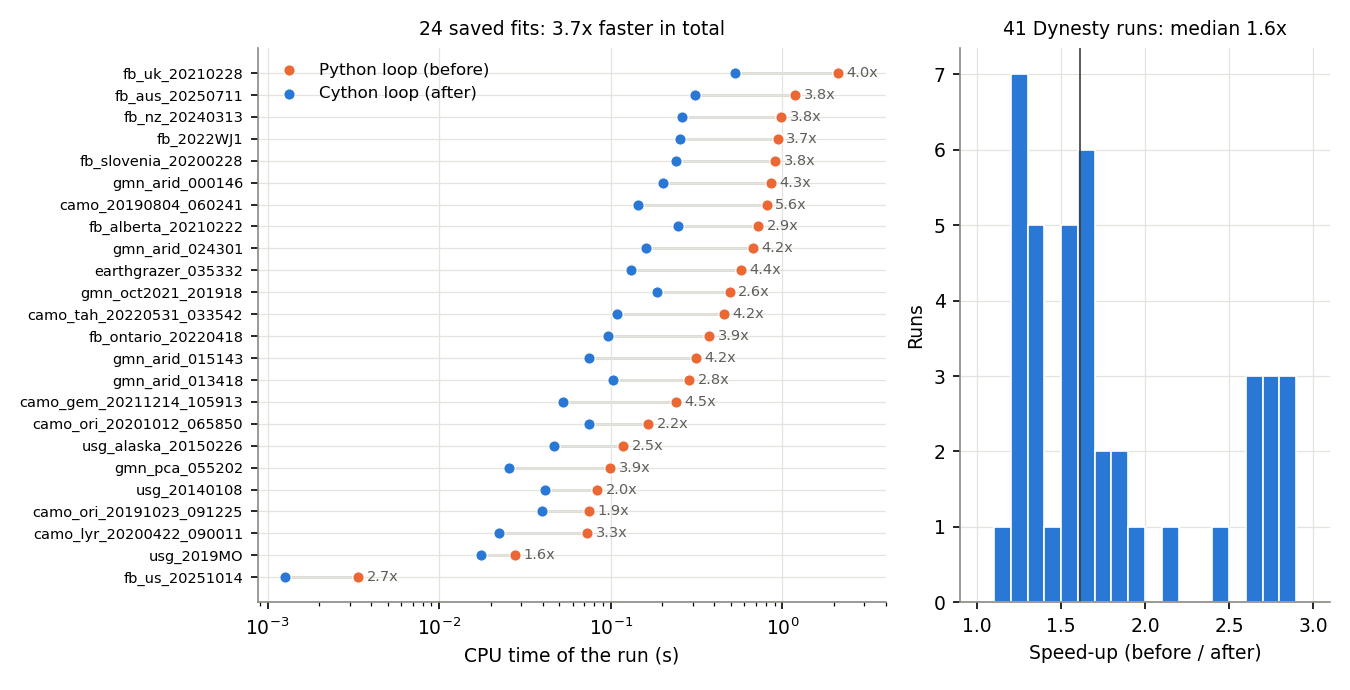 24 saved fits: 3.7x faster in total
Python loop (before)
Cython loop (after)
fb_uk_20210228 4.0x
fb_aus_20250711 3.8x
fb_nz_20240313 3.8x
fb_2022WJ1 3.7x
fb_slovenia_20200228 3.8x
gmn_arid_000146 4.3x
camo_20190804_060241 5.6x
fb_alberta_20210222 2.9x
gmn_arid_024301 4.2x
earthgrazer_035332 4.4x
gmn_oct2021_201918 2.6x
camo_tah_20220531_033542 4.2x
fb_ontario_20220418 3.9x
gmn_arid_015143 4.2x
gmn_arid_013418 2.8x
camo_gem_20211214_105913 4.5x
camo_ori_20201012_065850 2.2x
usg_alaska_20150226 2.5x
gmn_pca_055202 3.9x
usg_20140108 2.0x
camo_ori_20191023_091225 1.9x
camo_lyr_20200422_090011 3.3x
usg_2019MO 1.6x
fb_us_20251014 2.7x
10⁻³ 10⁻² 10⁻¹ 10⁰
CPU time of the run (s)
41 Dynesty runs: median 1.6x
Runs
7
6
5
4
3
2
1
0
1.0 1.5 2.0 2.5 3.0
Speed-up (before / after)